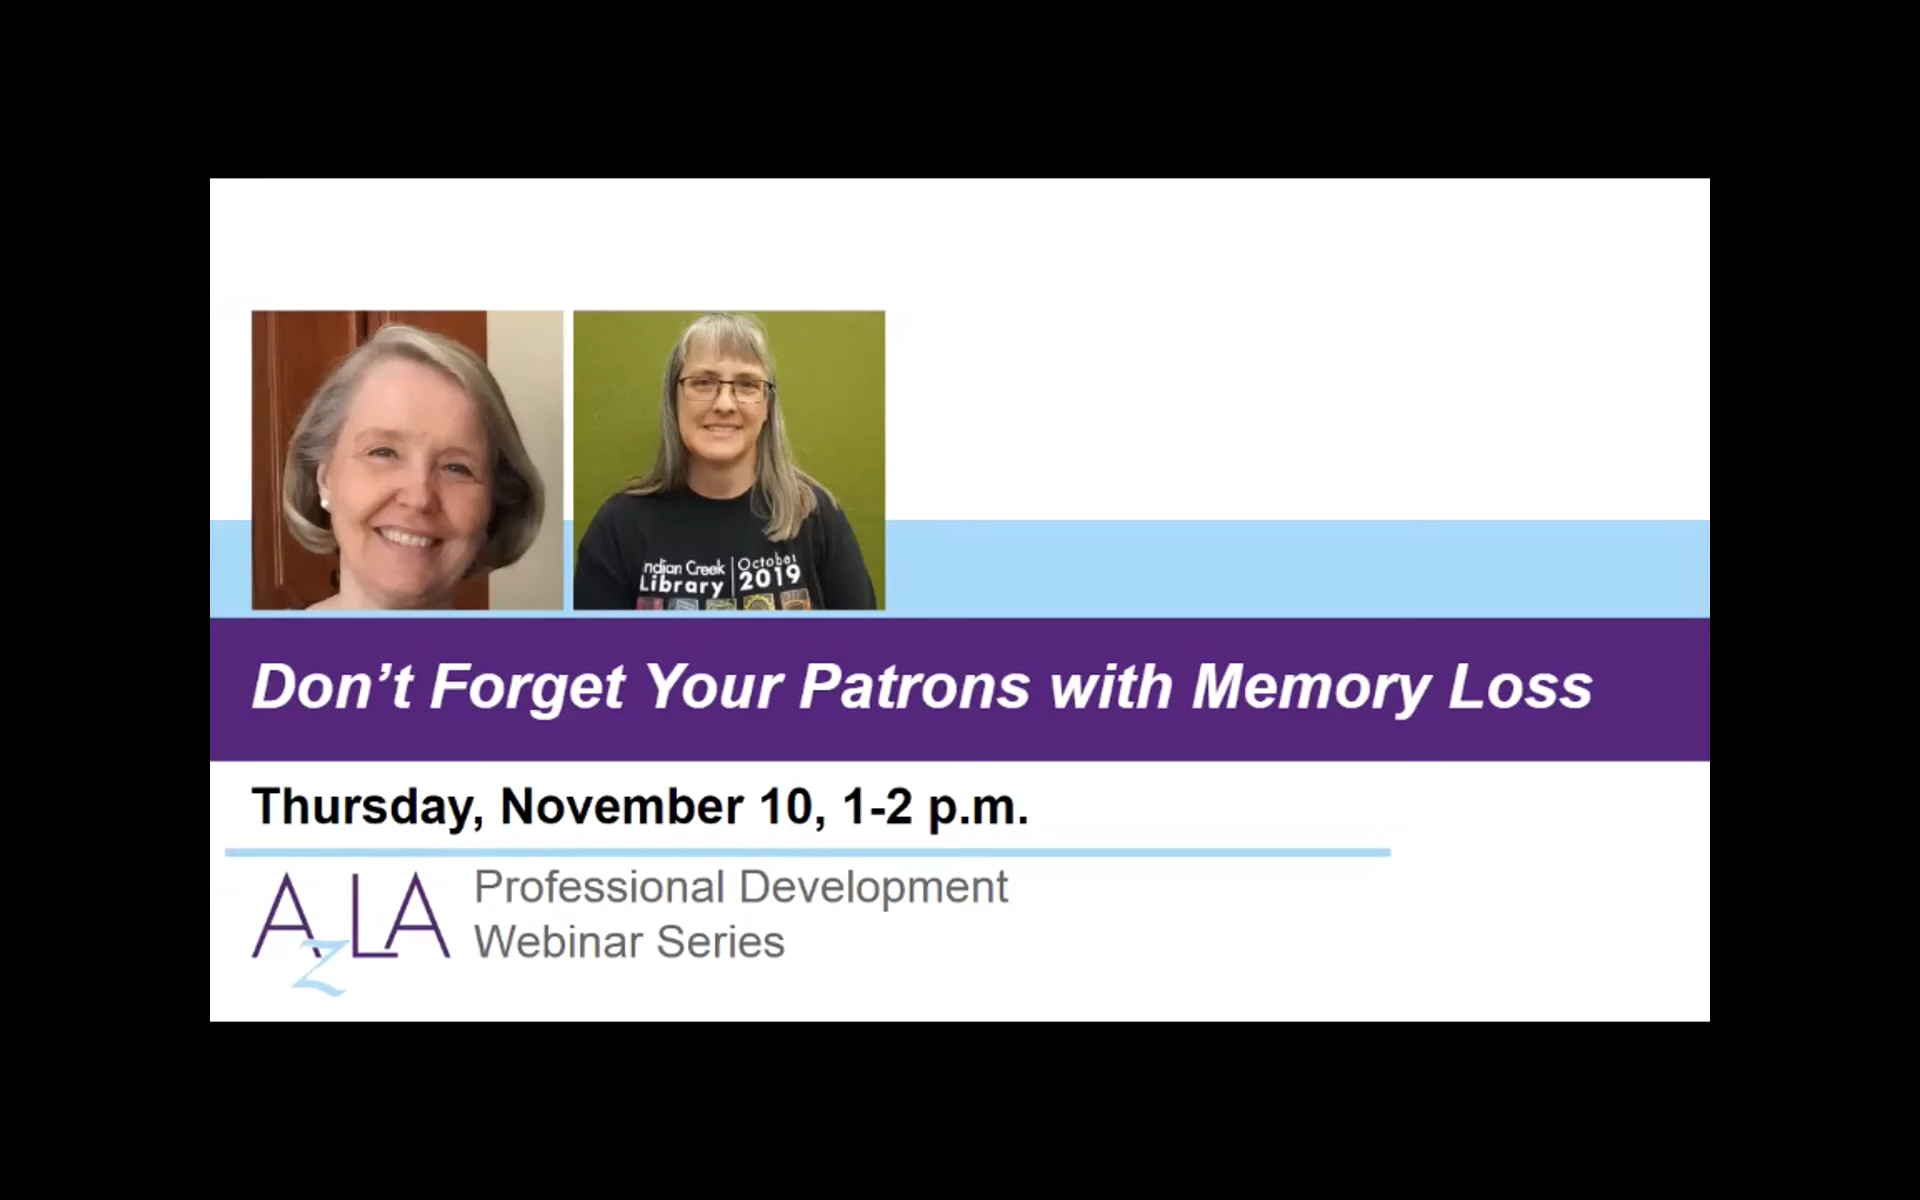 ndian Creek
Library
October
2019
Don't Forget Your Patrons with Memory Loss
Thursday, November 10, 1-2 p.m.
AzLA
Professional Development
Webinar Series